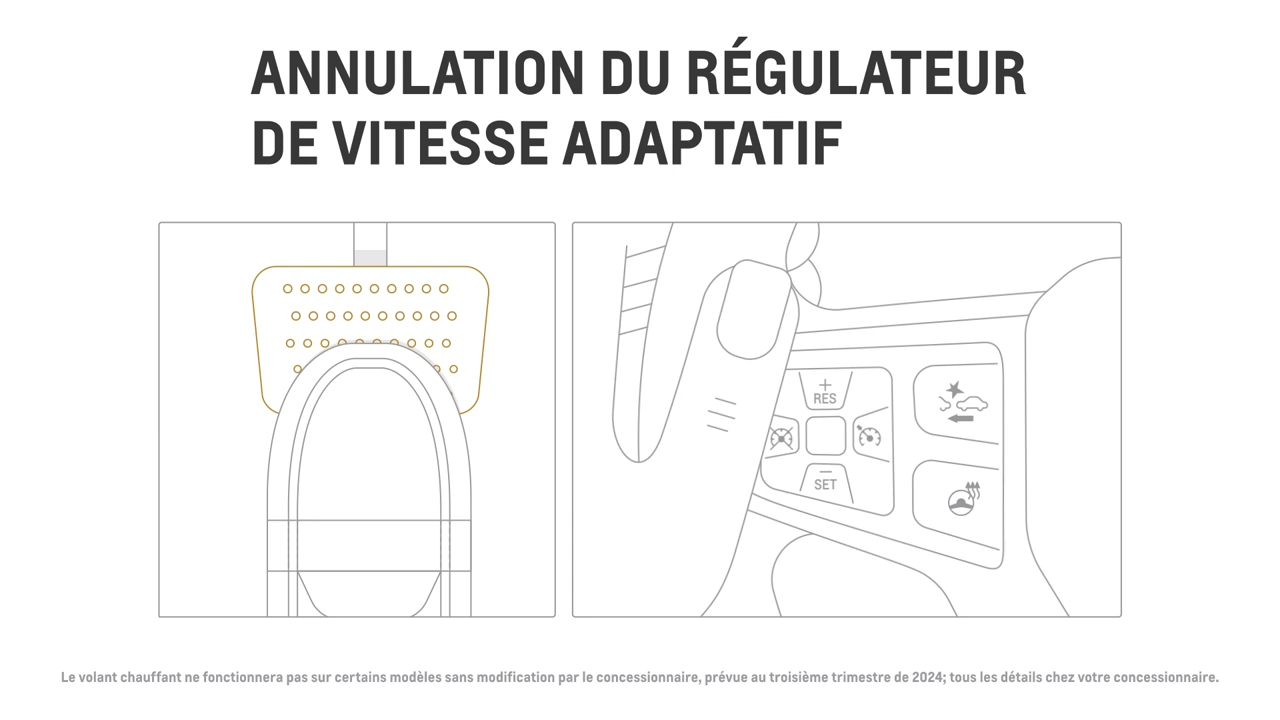 ANNULATION DU RÉGULATEUR
DE VITESSE ADAPTATIF
+
RES
−
SET
Le volant chauffant ne fonctionnera pas sur certains modèles sans modification par le concessionnaire, prévue au troisième trimestre de 2024; tous les détails chez votre concessionnaire.